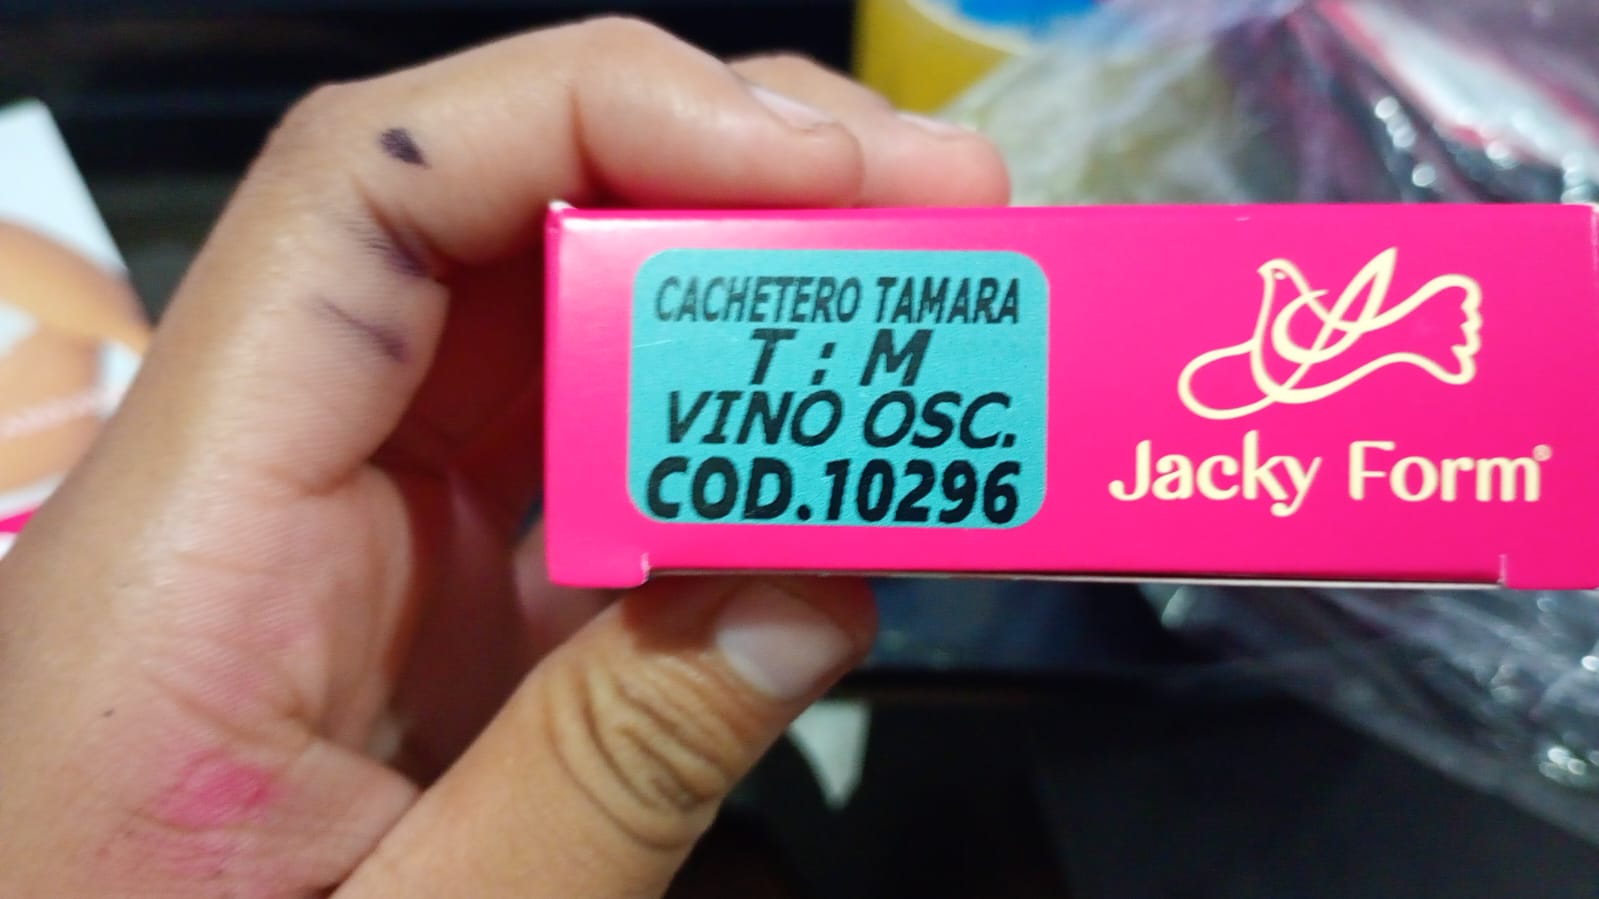 CACHETERO TAMARA
T : M
VINO OSC.
COD.10296
Jacky Form®